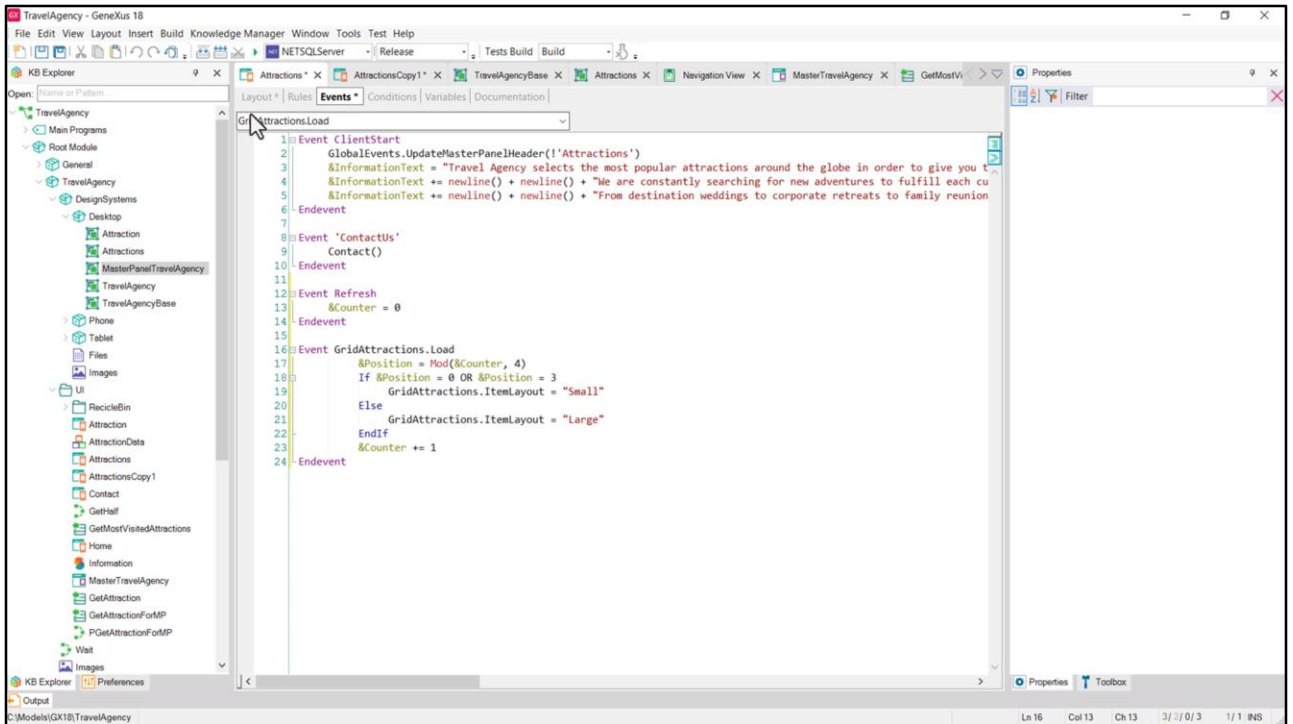 TravelAgency - GeneXus 18
File Edit View Layout Insert Build Knowledge Manager Window Tools Test Help
NETSQLServer Release Tests Build Build
KB Explorer
Open: Name or Pattern...
TravelAgency
Main Programs
Root Module
General
TravelAgency
DesignSystems
Desktop
Attraction
Attractions
MasterPanelTravelAgency
TravelAgency
TravelAgencyBase
Phone
Tablet
Files
Images
UI
RecicleBin
Attraction
AttractionData
Attractions
AttractionsCopy1
Contact
GetHalf
GetMostVisitedAttractions
Home
Information
MasterTravelAgency
GetAttraction
GetAttractionForMP
PGetAttractionForMP
Wait
Images
KB Explorer Preferences
Attractions * X AttractionsCopy1 * X TravelAgencyBase X Attractions X Navigation View X MasterTravelAgency X GetMostVi
Layout * | Rules | Events * | Conditions | Variables | Documentation |
Attractions.Load
1 Event ClientStart
2 GlobalEvents.UpdateMasterPanelHeader(!'Attractions')
3 &InformationText = "Travel Agency selects the most popular attractions around the globe in order to give you t
4 &InformationText += newline() + newline() + "We are constantly searching for new adventures to fulfill each cu
5 &InformationText += newline() + newline() + "From destination weddings to corporate retreats to family reunion
6 Endevent
7
8 Event 'ContactUs'
9 Contact()
10 Endevent
11
12 Event Refresh
13 &Counter = 0
14 Endevent
15
16 Event GridAttractions.Load
17 &Position = Mod(&Counter, 4)
18 If &Position = 0 OR &Position = 3
19 GridAttractions.ItemLayout = "Small"
20 Else
21 GridAttractions.ItemLayout = "Large"
22 EndIf
23 &Counter += 1
24 Endevent
Properties
Filter
Properties Toolbox
Output
C:\Models\GX18\TravelAgency
Ln 16 Col 13 Ch 13 3/2/0/3 1/1 INS